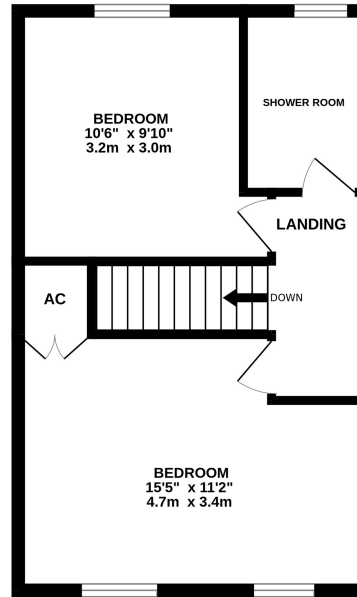 SHOWER ROOM
BEDROOM
10'6" x 9'10"
3.2m x 3.0m
LANDING
AC
DOWN
BEDROOM
15'5" x 11'2"
4.7m x 3.4m